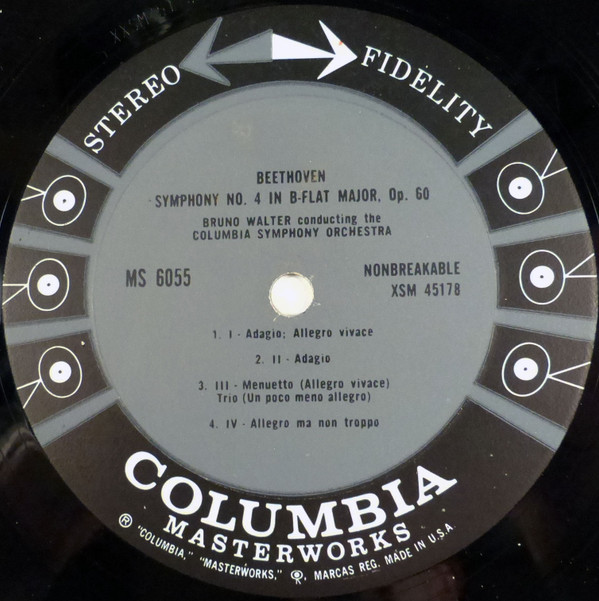 STEREO FIDELITY
BEETHOVEN
SYMPHONY NO. 4 IN B-FLAT MAJOR, Op. 60
BRUNO WALTER conducting the
COLUMBIA SYMPHONY ORCHESTRA
MS 6055
NONBREAKABLE
XSM 45178
1. I - Adagio; Allegro vivace
2. II - Adagio
3. III - Menuetto (Allegro vivace)
Trio (Un poco meno allegro)
4. IV - Allegro ma non troppo
COLUMBIA
MASTERWORKS
® "COLUMBIA," "MASTERWORKS," MARCAS REG. MADE IN U.S.A